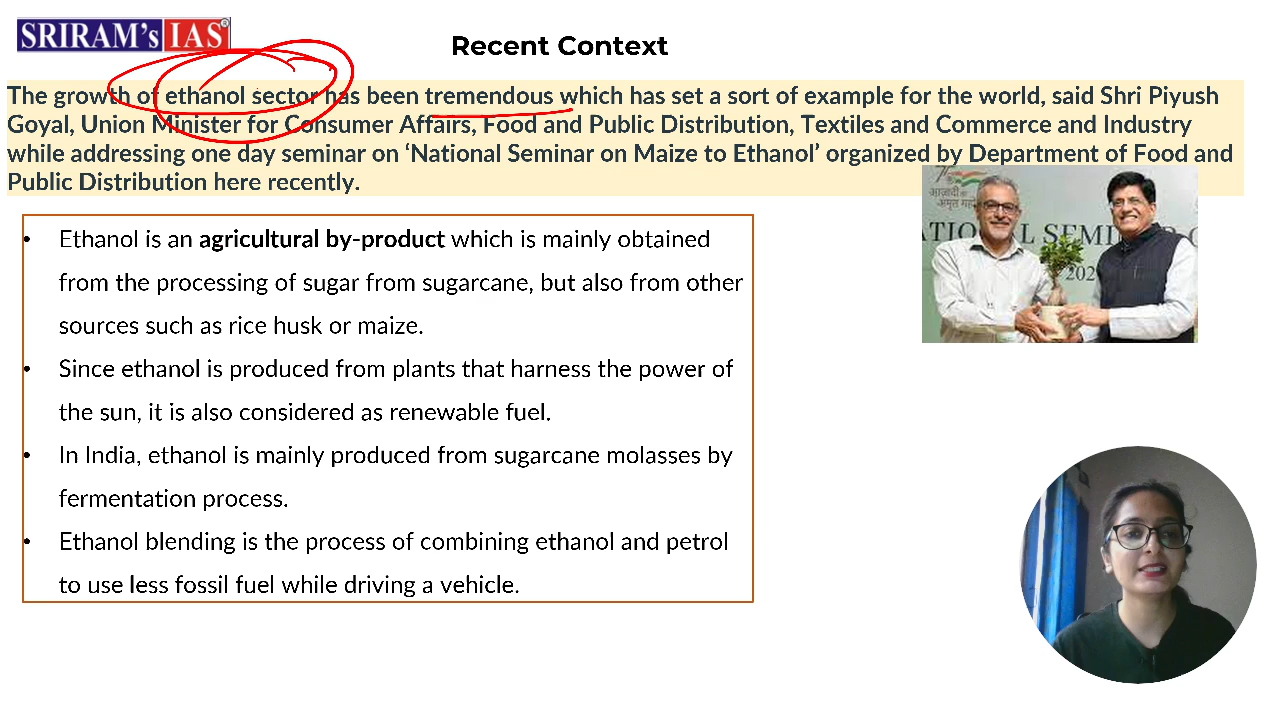 SRIRAM's IAS®
Recent Context
The growth of ethanol sector has been tremendous which has set a sort of example for the world, said Shri Piyush
Goyal, Union Minister for Consumer Affairs, Food and Public Distribution, Textiles and Commerce and Industry
while addressing one day seminar on ‘National Seminar on Maize to Ethanol’ organized by Department of Food and
Public Distribution here recently.
• Ethanol is an agricultural by-product which is mainly obtained
from the processing of sugar from sugarcane, but also from other
sources such as rice husk or maize.
• Since ethanol is produced from plants that harness the power of
the sun, it is also considered as renewable fuel.
• In India, ethanol is mainly produced from sugarcane molasses by
fermentation process.
• Ethanol blending is the process of combining ethanol and petrol
to use less fossil fuel while driving a vehicle.
आज़ादी का
ATIONAL SEMINAR O
202